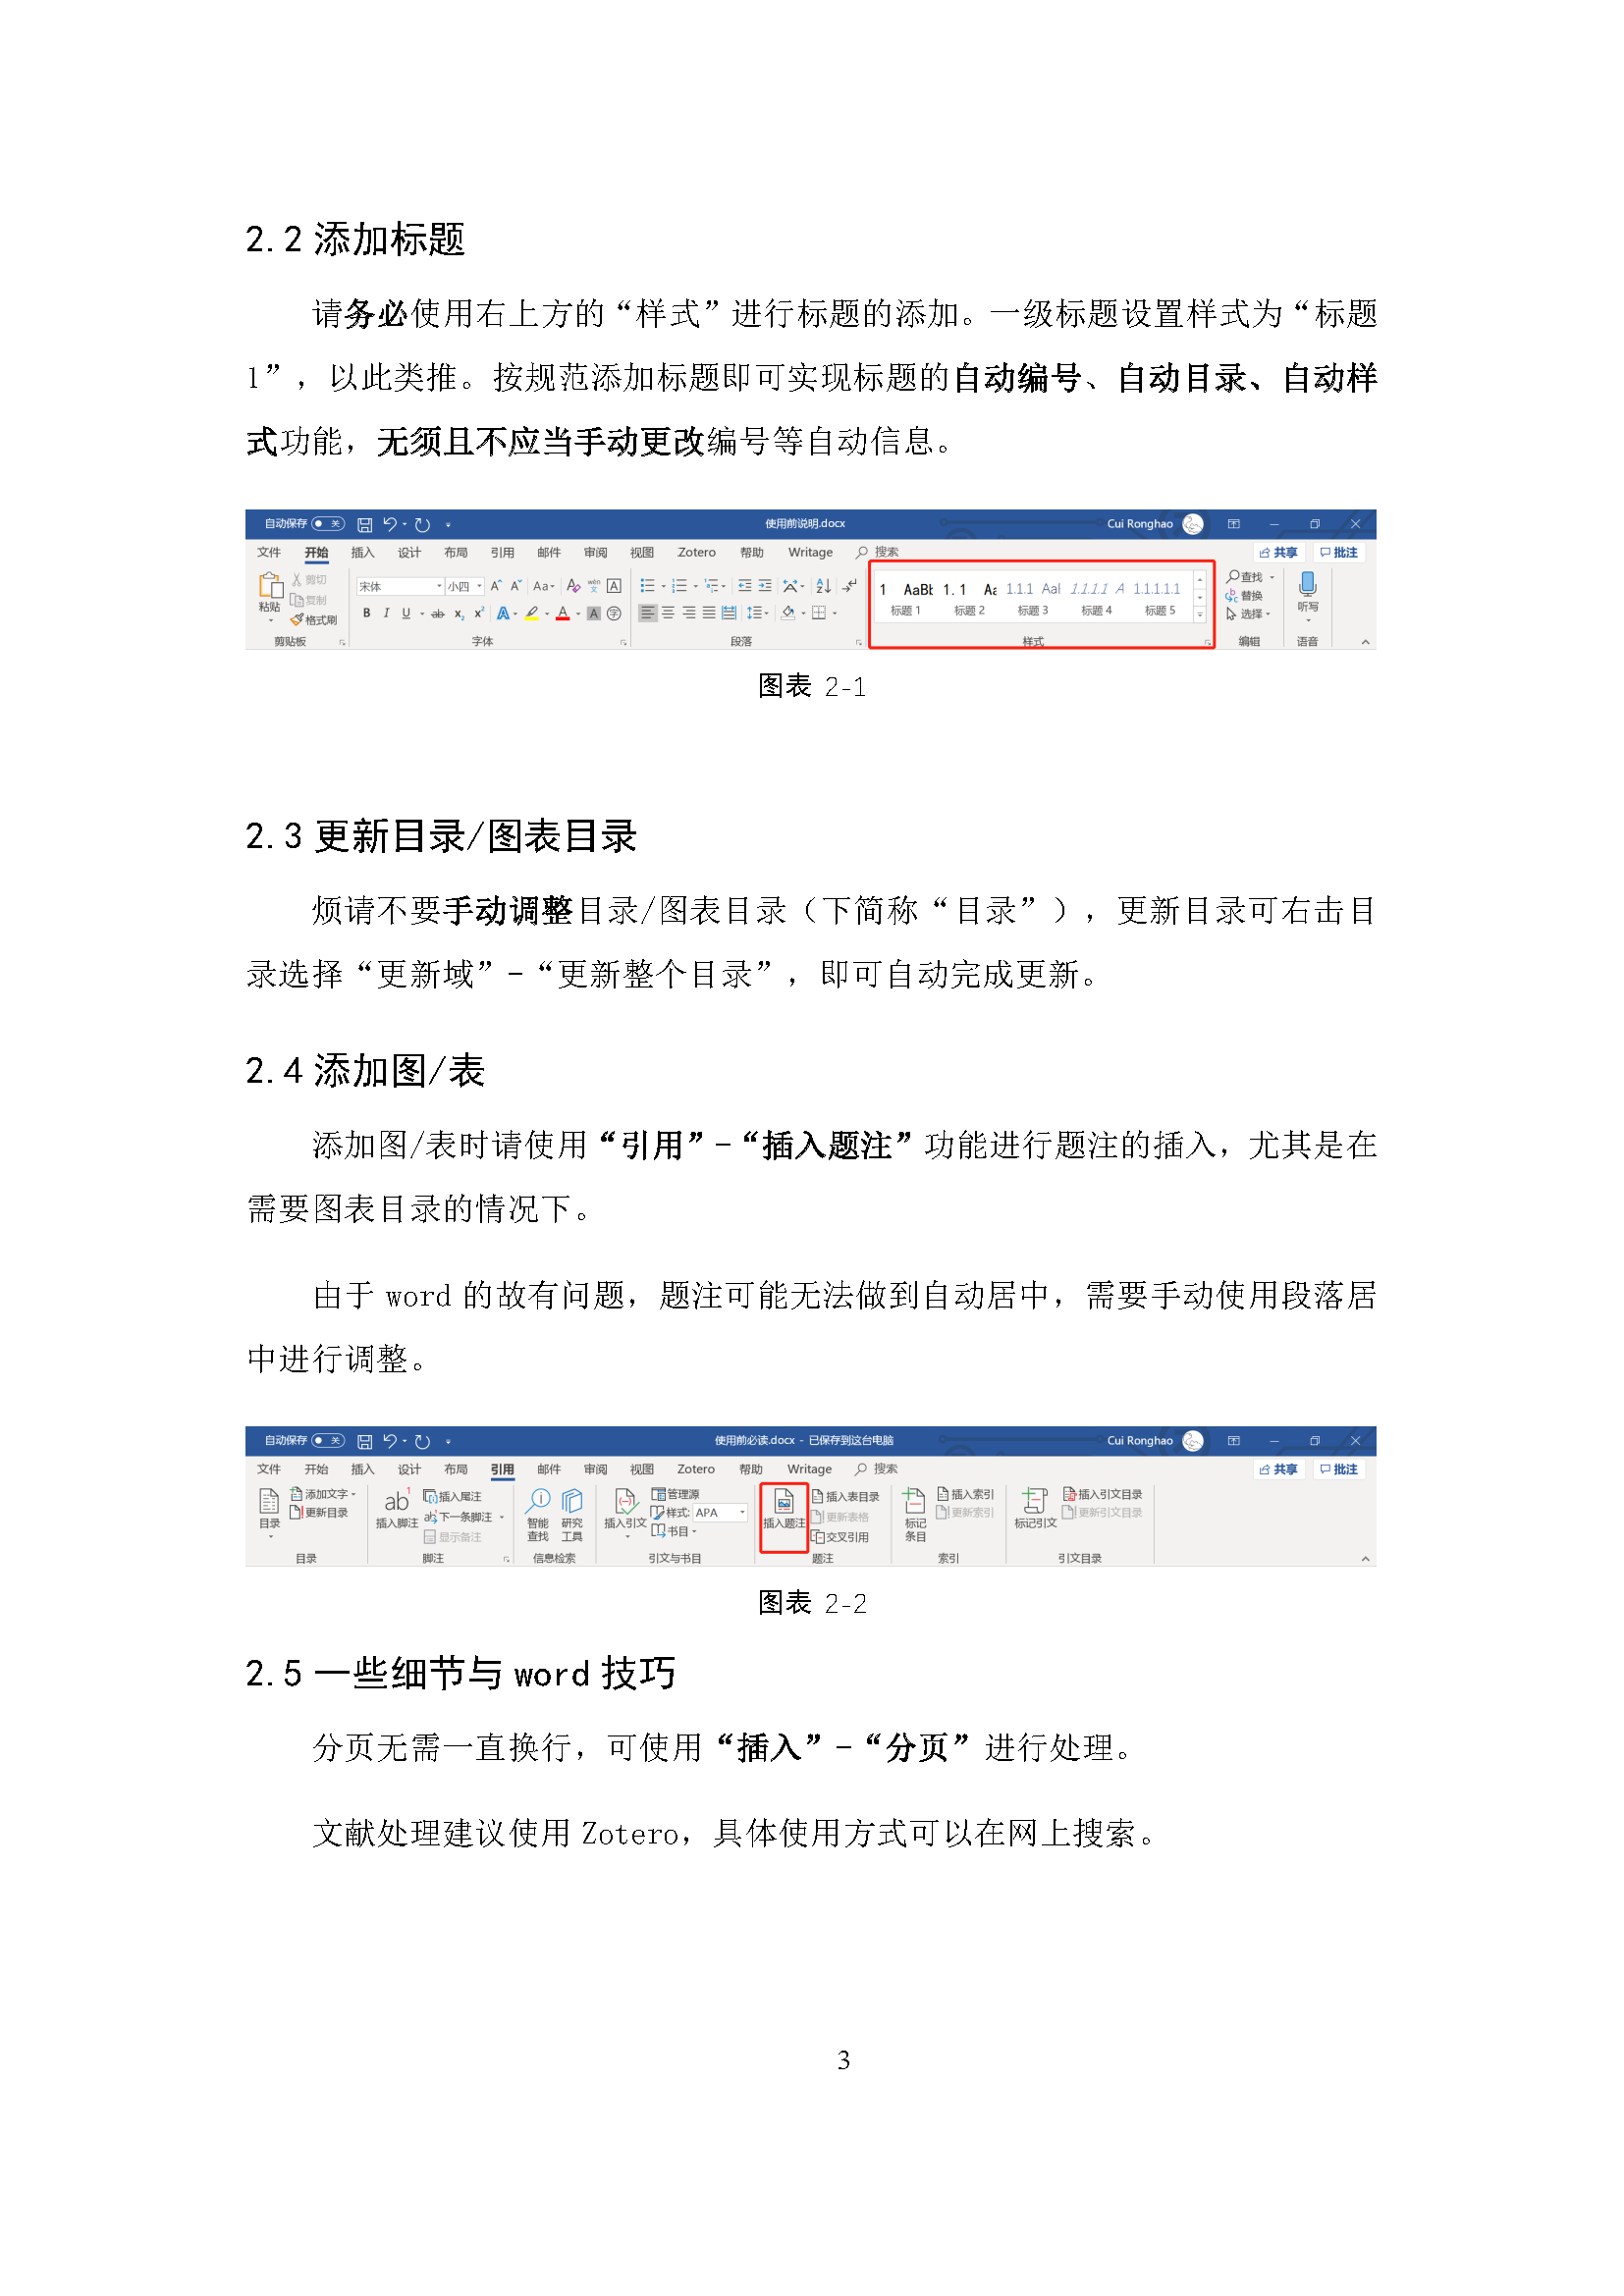 2.2 添加标题
请务必使用右上方的“样式”进行标题的添加。一级标题设置样式为“标题
1”，以此类推。按规范添加标题即可实现标题的自动编号、自动目录、自动样
式功能，无须且不应当手动更改编号等自动信息。
自动保存 关 使用前说明.docx Cui Ronghao
文件 开始 插入 设计 布局 引用 邮件 审阅 视图 Zotero 帮助 Writage 搜索 共享 批注
粘贴 剪切 复制 格式刷 剪贴板
宋体 小四 A A Aa A wén 文 A
B I U ab x₂ x² A A A 字 字体
段落
1 AaBb 1.1 Aa 1.1.1 Aal 1.1.1.1 A 1.1.1.1.1
标题 1 标题 2 标题 3 标题 4 标题 5
样式
查找 替换 选择 编辑
听写 语音
图表 2-1
2.3 更新目录/图表目录
烦请不要手动调整目录/图表目录（下简称“目录”），更新目录可右击目
录选择“更新域”-“更新整个目录”，即可自动完成更新。
2.4 添加图/表
添加图/表时请使用“引用”-“插入题注”功能进行题注的插入，尤其是在
需要图表目录的情况下。
由于 word 的故有问题，题注可能无法做到自动居中，需要手动使用段落居
中进行调整。
自动保存 关 使用前必读.docx - 已保存到这台电脑 Cui Ronghao
文件 开始 插入 设计 布局 引用 邮件 审阅 视图 Zotero 帮助 Writage 搜索 共享 批注
目录 添加文字 更新目录 目录
ab¹ 插入脚注 插入尾注 下一条脚注 显示备注 脚注
智能查找 研究工具 信息检索
插入引文 管理源 样式: APA 书目 引文与书目
插入题注 插入表目录 更新表格 交叉引用 题注
标记条目 插入索引 更新索引 索引
标记引文 插入引文目录 更新引文目录 引文目录
图表 2-2
2.5 一些细节与 word 技巧
分页无需一直换行，可使用“插入”-“分页”进行处理。
文献处理建议使用 Zotero，具体使用方式可以在网上搜索。
3